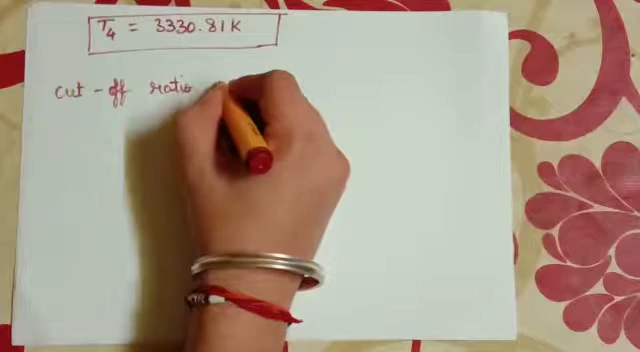 T4 = 3330.81K
cut-off ratio